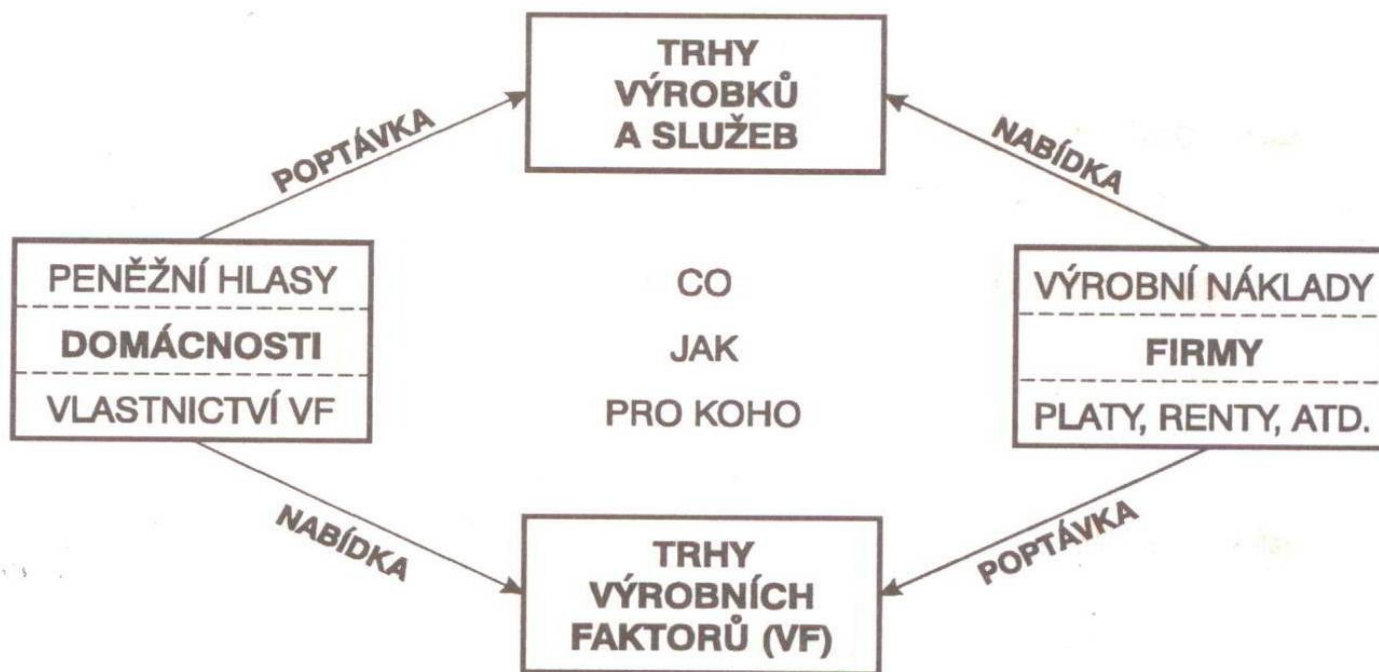 TRHY
VÝROBKŮ
A SLUŽEB
POPTÁVKA
NABÍDKA
PENĚŽNÍ HLASY
DOMÁCNOSTI
VLASTNICTVÍ VF
CO
JAK
PRO KOHO
VÝROBNÍ NÁKLADY
FIRMY
PLATY, RENTY, ATD.
NABÍDKA
POPTÁVKA
TRHY
VÝROBNÍCH
FAKTORŮ (VF)